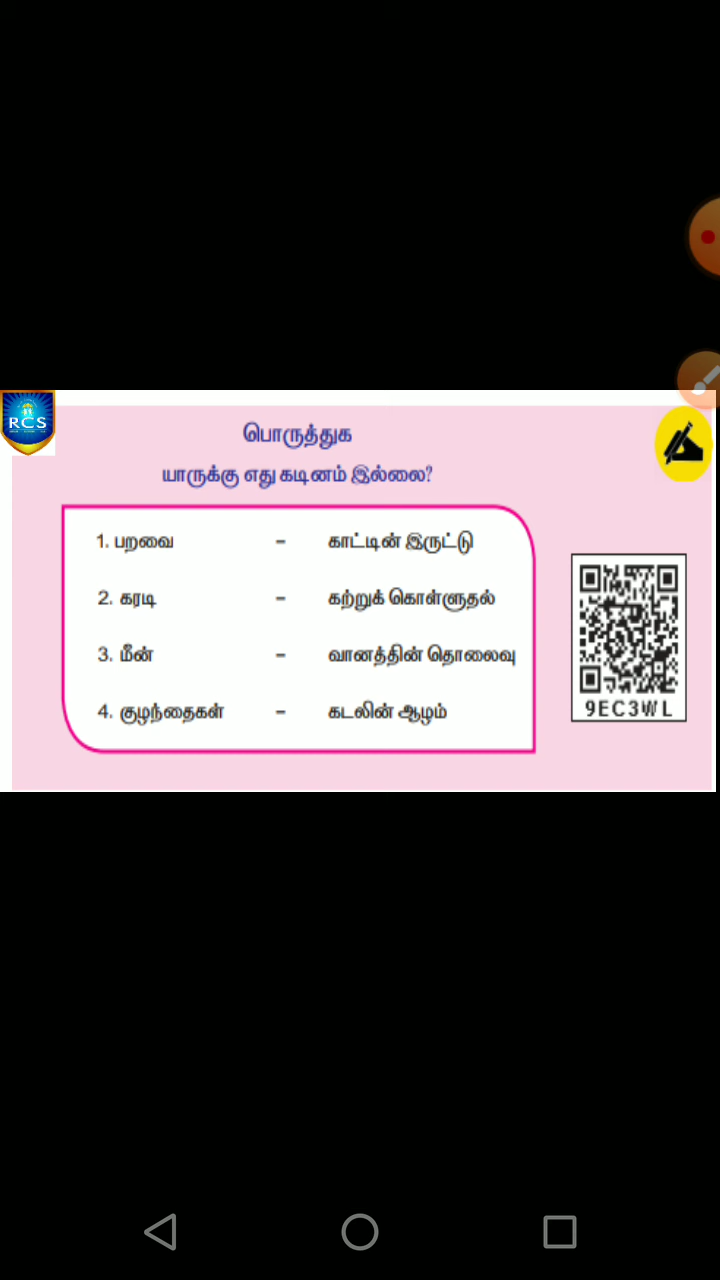 RCS
பொருத்துக
யாருக்கு எது கடினம் இல்லை?
1. பறவை - காட்டின் இருட்டு
2. கரடி - கற்றுக் கொள்ளுதல்
3. மீன் - வானத்தின் தொலைவு
4. குழந்தைகள் - கடலின் ஆழம்
9EC3WL